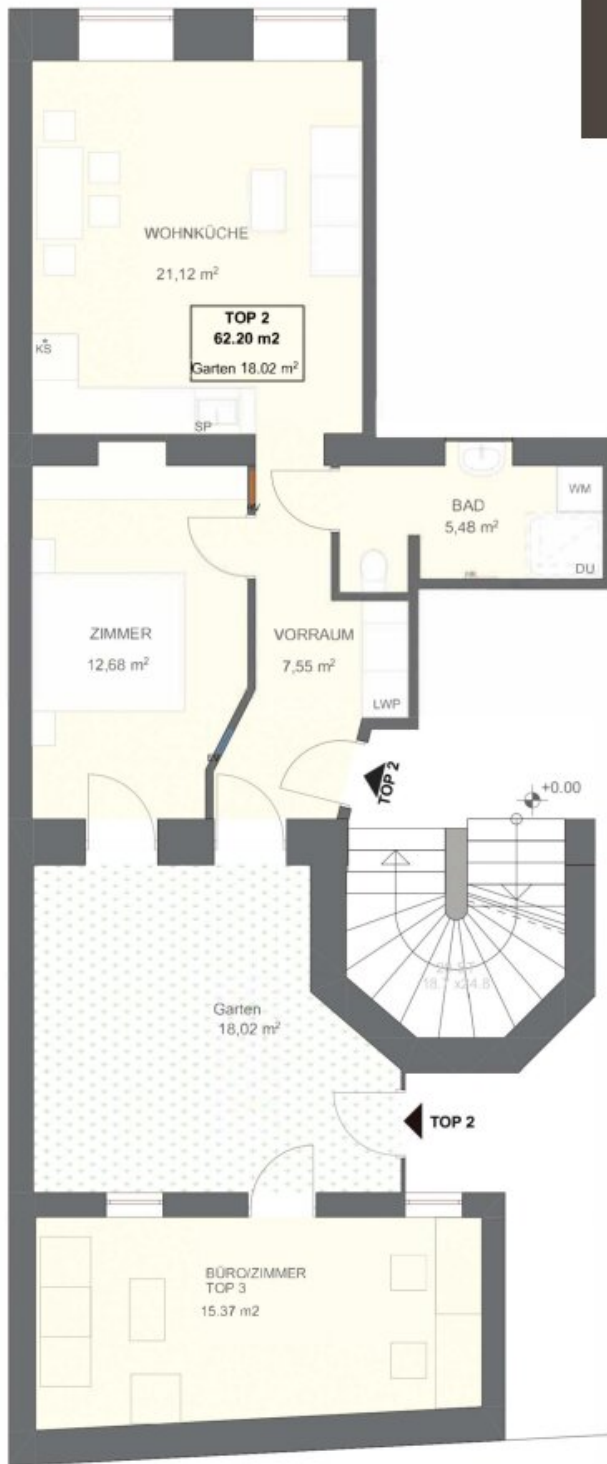 WOHNKÜCHE
21,12 m²
TOP 2
62.20 m2
Garten 18.02 m²
KS
SP
BAD
5,48 m²
WM
DU
ZIMMER
12,68 m²
VORRAUM
7,55 m²
LWP
TOP 2
+0.00
Garten
18,02 m²
TOP 2
BÜRO/ZIMMER
TOP 3
15.37 m2